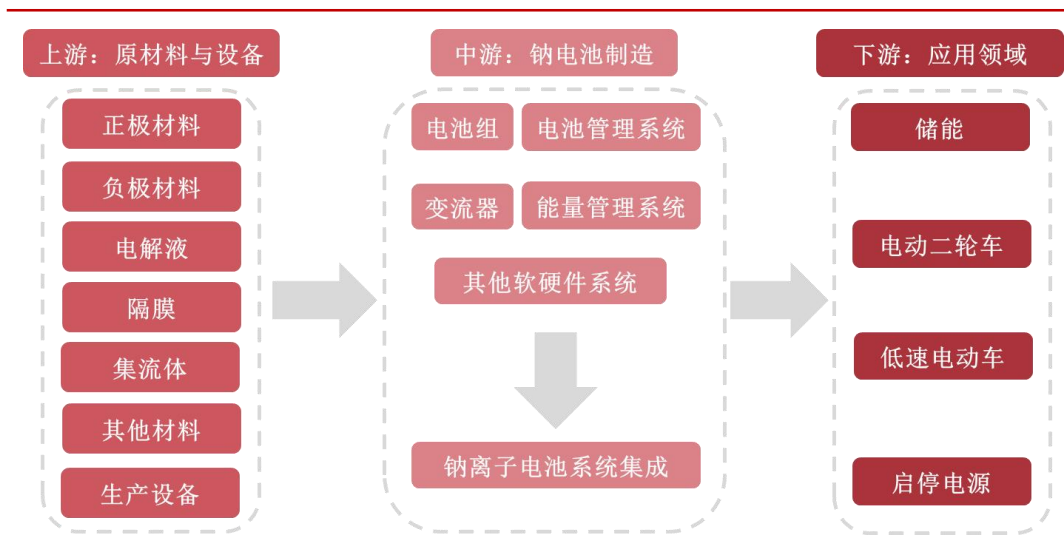 上游：原材料与设备
正极材料
负极材料
电解液
隔膜
集流体
其他材料
生产设备
中游：钠电池制造
电池组
电池管理系统
变流器
能量管理系统
其他软硬件系统
钠离子电池系统集成
下游：应用领域
储能
电动二轮车
低速电动车
启停电源